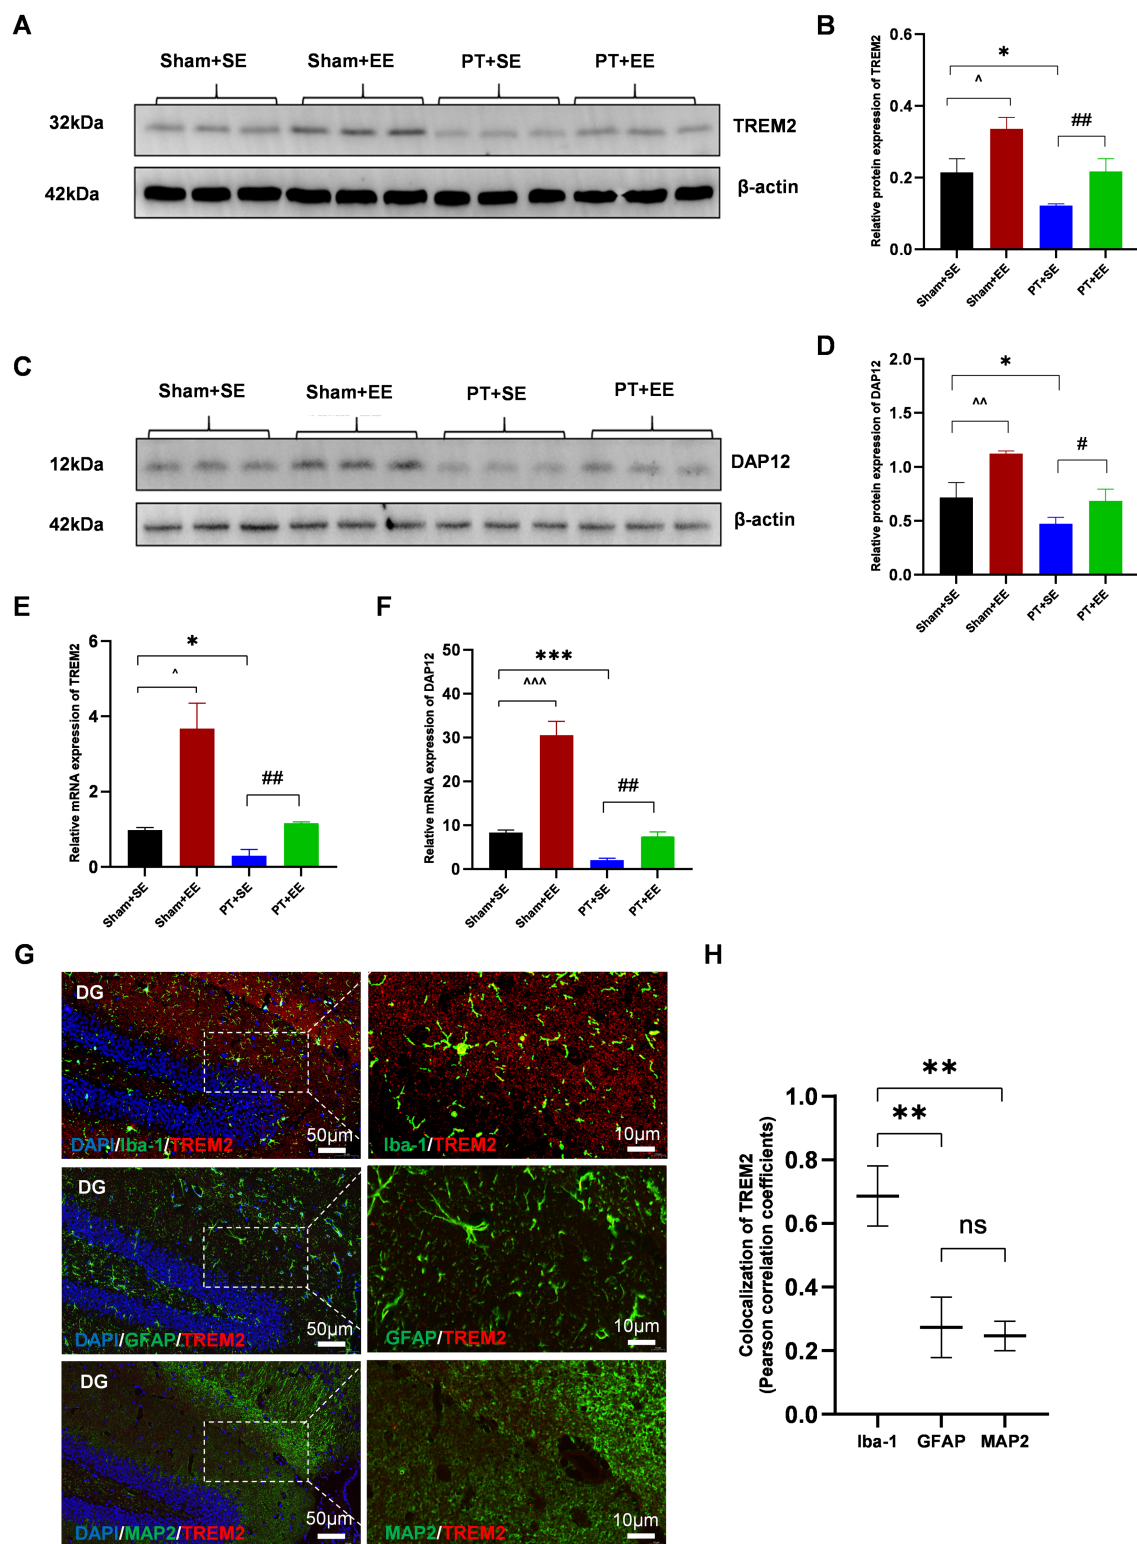 A
Sham+SE Sham+EE PT+SE PT+EE
32kDa TREM2
42kDa β-actin
B
Relative protein expression of TREM2
0.6
0.4
0.2
0.0
*
^
##
Sham+SE Sham+EE PT+SE PT+EE
C
Sham+SE Sham+EE PT+SE PT+EE
12kDa DAP12
42kDa β-actin
D
Relative protein expression of DAP12
2.0
1.5
1.0
0.5
0.0
*
^^
#
Sham+SE Sham+EE PT+SE PT+EE
E
Relative mRNA expression of TREM2
6
4
2
0
*
^
##
Sham+SE Sham+EE PT+SE PT+EE
F
Relative mRNA expression of DAP12
50
40
30
20
10
0
***
^^^
##
Sham+SE Sham+EE PT+SE PT+EE
G
DG
DAPI/Iba-1/TREM2 50μm
Iba-1/TREM2 10μm
DG
DAPI/GFAP/TREM2 50μm
GFAP/TREM2 10μm
DG
DAPI/MAP2/TREM2 50μm
MAP2/TREM2 10μm
H
Colocalization of TREM2
(Pearson correlation coefficients)
1.0
0.8
0.6
0.4
0.2
0.0
**
**
ns
Iba-1 GFAP MAP2